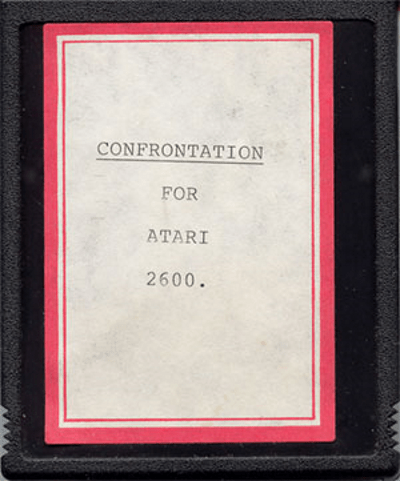 CONFRONTATION
FOR
ATARI
2600.